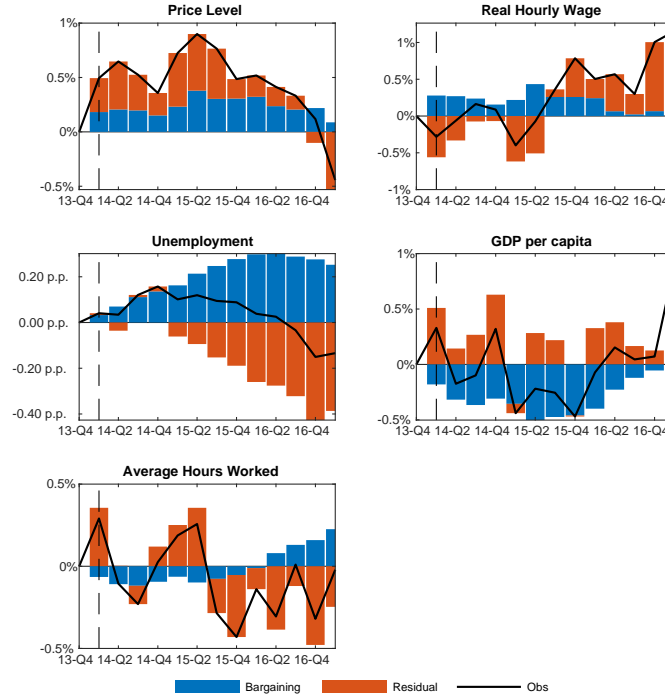 Price Level
1%
0.5%
0%
-0.5%
13-Q4 14-Q2 14-Q4 15-Q2 15-Q4 16-Q2 16-Q4
Real Hourly Wage
1%
0.5%
0%
-0.5%
-1%
13-Q4 14-Q2 14-Q4 15-Q2 15-Q4 16-Q2 16-Q4
Unemployment
0.20 p.p.
0.00 p.p.
-0.20 p.p.
-0.40 p.p.
13-Q4 14-Q2 14-Q4 15-Q2 15-Q4 16-Q2 16-Q4
GDP per capita
1%
0.5%
0%
-0.5%
13-Q4 14-Q2 14-Q4 15-Q2 15-Q4 16-Q2 16-Q4
Average Hours Worked
0.5%
0%
-0.5%
13-Q4 14-Q2 14-Q4 15-Q2 15-Q4 16-Q2 16-Q4
Bargaining Residual Obs